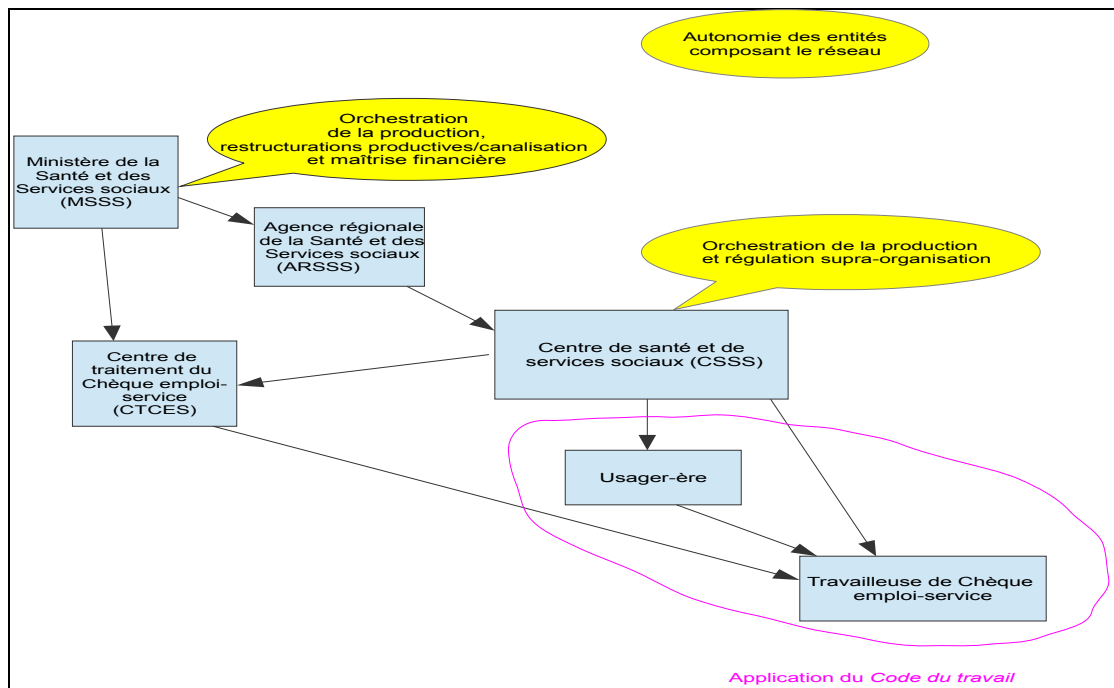 Autonomie des entités
composant le réseau
Orchestration
de la production,
restructurations productives/canalisation
et maîtrise financière
Ministère de la
Santé et des
Services sociaux
(MSSS)
Agence régionale
de la Santé et des
Services sociaux
(ARSSS)
Orchestration de la production
et régulation supra-organisation
Centre de santé et de
services sociaux (CSSS)
Centre de
traitement du
Chèque emploi-
service
(CTCES)
Usager-ère
Travailleuse de Chèque
emploi-service
Application du Code du travail